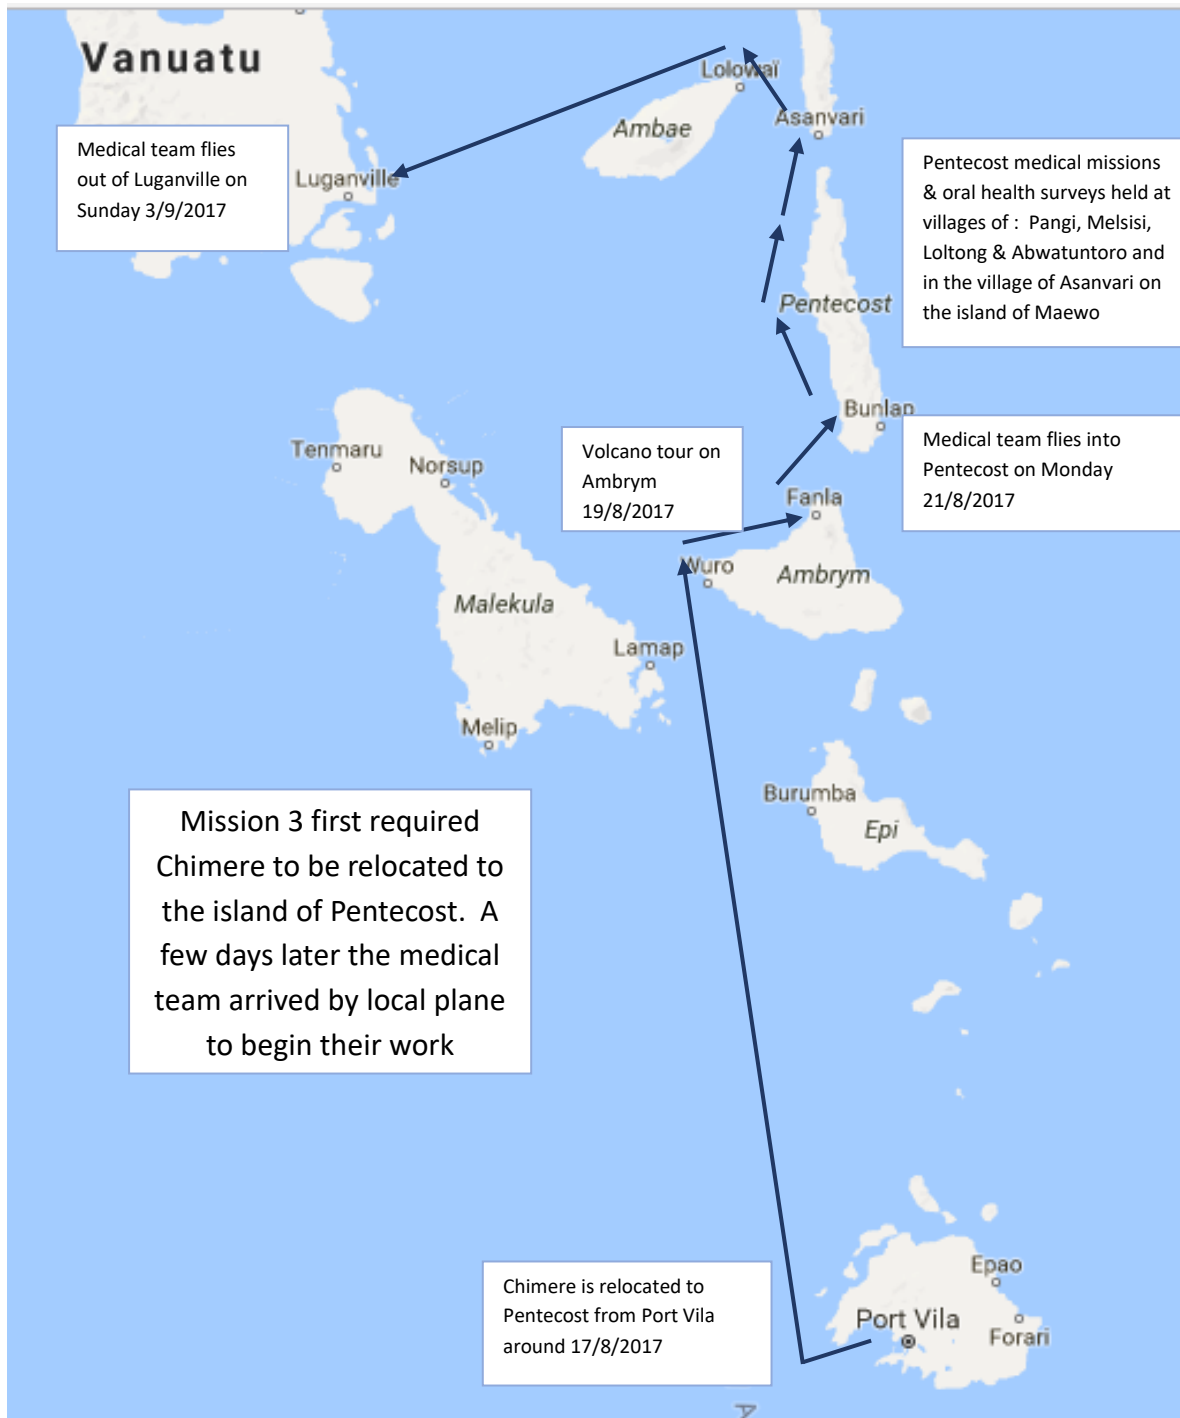 Vanuatu
Lolowaï
Asanvari
Ambae
Medical team flies
out of Luganville on
Sunday 3/9/2017
Luganville
Pentecost medical missions
& oral health surveys held at
villages of :  Pangi, Melsisi,
Loltong & Abwatuntoro and
in the village of Asanvari on
the island of Maewo
Pentecost
Bunlap
Medical team flies into
Pentecost on Monday
21/8/2017
Volcano tour on
Ambrym
19/8/2017
Tenmaru
Norsup
Fanla
Wuro
Ambrym
Malekula
Lamap
Melip
Burumba
Epi
Mission 3 first required
Chimere to be relocated to
the island of Pentecost.  A
few days later the medical
team arrived by local plane
to begin their work
Chimere is relocated to
Pentecost from Port Vila
around 17/8/2017
Epao
Port Vila
Forari